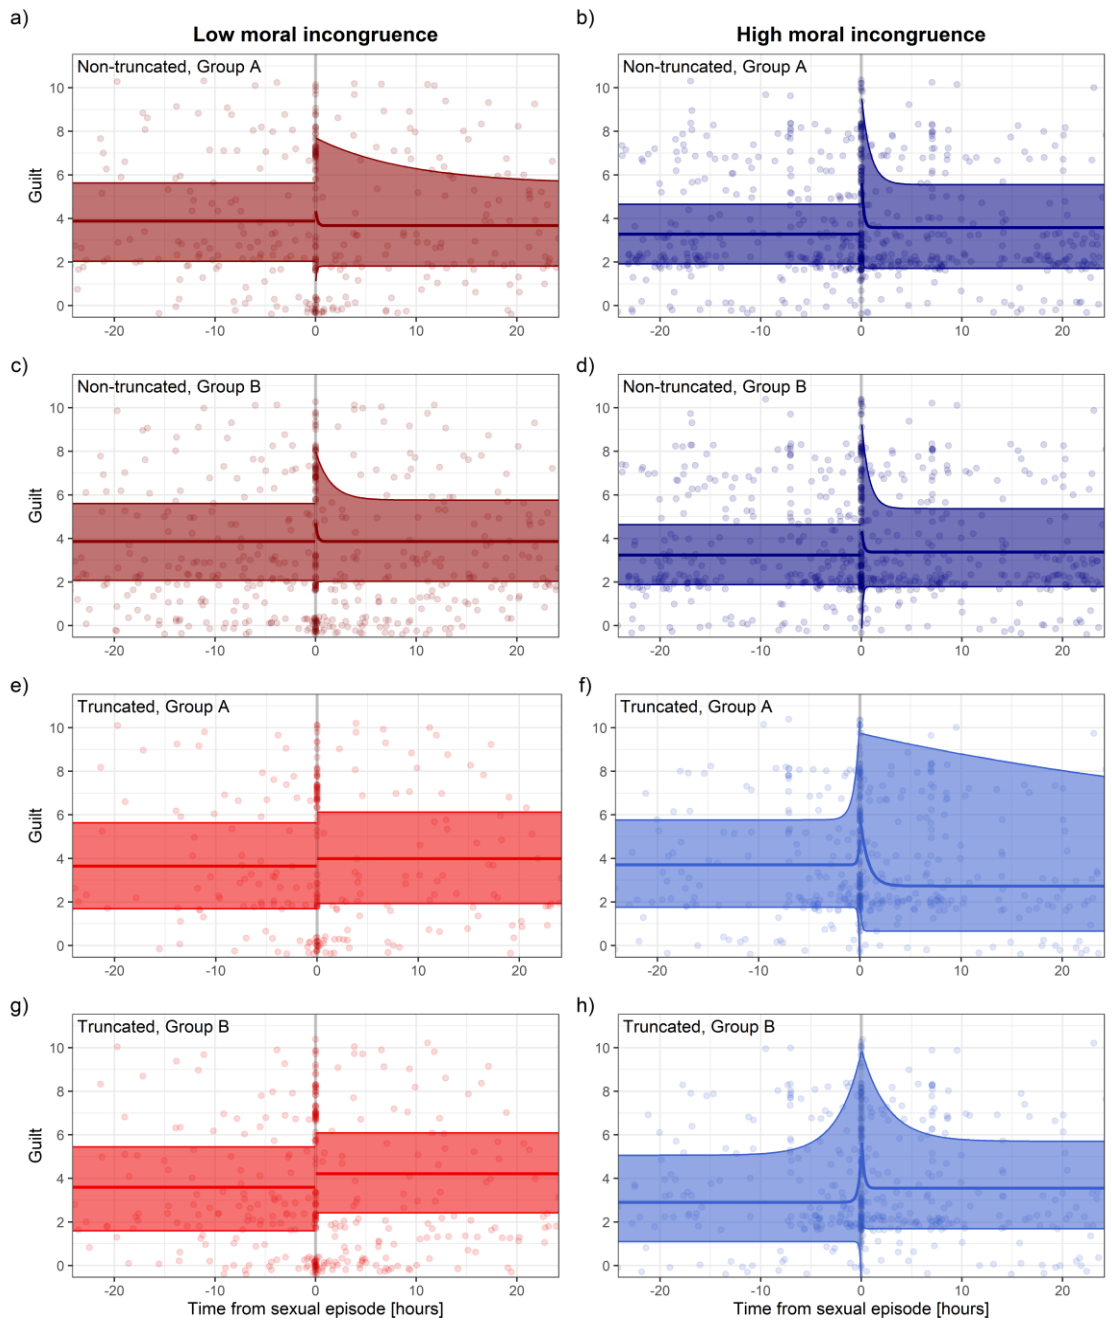 a)
b)
Low moral incongruence
High moral incongruence
Non-truncated, Group A
Non-truncated, Group A
10
8
6
4
2
0
Guilt
10
8
6
4
2
0
-20 -10 0 10 20
-20 -10 0 10 20
c)
d)
Non-truncated, Group B
Non-truncated, Group B
10
8
6
4
2
0
Guilt
10
8
6
4
2
0
-20 -10 0 10 20
-20 -10 0 10 20
e)
f)
Truncated, Group A
Truncated, Group A
10
8
6
4
2
0
Guilt
10
8
6
4
2
0
-20 -10 0 10 20
-20 -10 0 10 20
g)
h)
Truncated, Group B
Truncated, Group B
10
8
6
4
2
0
Guilt
10
8
6
4
2
0
-20 -10 0 10 20
-20 -10 0 10 20
Time from sexual episode [hours]
Time from sexual episode [hours]